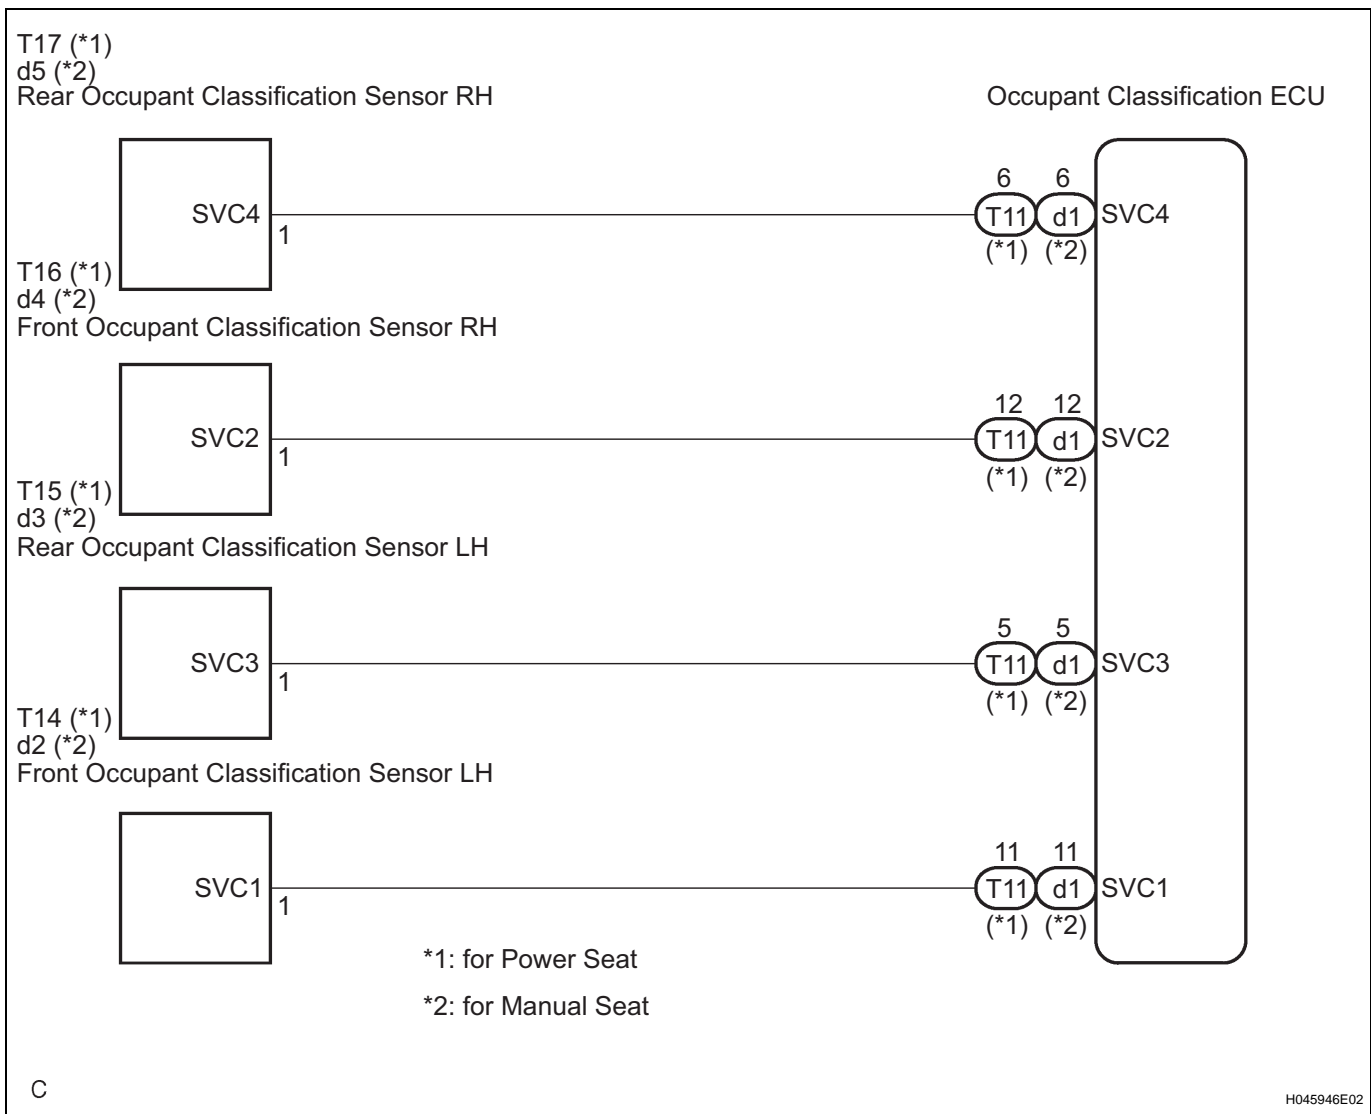 T17 (*1)
d5 (*2)
Rear Occupant Classification Sensor RH
Occupant Classification ECU
6 6
SVC4 1 T11 d1 SVC4
(*1) (*2)
T16 (*1)
d4 (*2)
Front Occupant Classification Sensor RH
12 12
SVC2 1 T11 d1 SVC2
(*1) (*2)
T15 (*1)
d3 (*2)
Rear Occupant Classification Sensor LH
5 5
SVC3 1 T11 d1 SVC3
(*1) (*2)
T14 (*1)
d2 (*2)
Front Occupant Classification Sensor LH
11 11
SVC1 1 T11 d1 SVC1
(*1) (*2)
*1: for Power Seat
*2: for Manual Seat
C
H045946E02